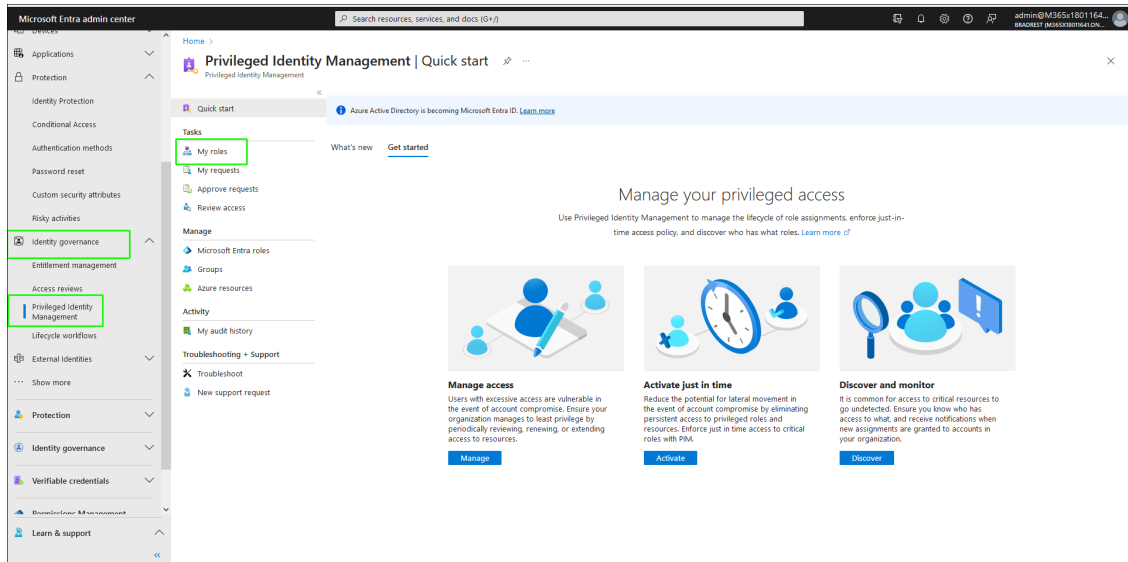 Microsoft Entra admin center
Search resources, services, and docs (G+/)
admin@M365x1801164...
BRADREST (M365X18011641.ON...
Devices
Applications
Protection
Identity Protection
Conditional Access
Authentication methods
Password reset
Custom security attributes
Risky activities
Identity governance
Entitlement management
Access reviews
Privileged Identity
Management
Lifecycle workflows
External Identities
Show more
Protection
Identity governance
Verifiable credentials
Permissions Management
Learn & support
Home >
Privileged Identity Management | Quick start
Privileged Identity Management
Quick start
Tasks
My roles
My requests
Approve requests
Review access
Manage
Microsoft Entra roles
Groups
Azure resources
Activity
My audit history
Troubleshooting + Support
Troubleshoot
New support request
Azure Active Directory is becoming Microsoft Entra ID. Learn more
What's new
Get started
Manage your privileged access
Use Privileged Identity Management to manage the lifecycle of role assignments, enforce just-in-
time access policy, and discover who has what roles. Learn more
Manage access
Users with excessive access are vulnerable in
the event of account compromise. Ensure your
organization manages to least privilege by
periodically reviewing, renewing, or extending
access to resources.
Manage
Activate just in time
Reduce the potential for lateral movement in
the event of account compromise by eliminating
persistent access to privileged roles and
resources. Enforce just in time access to critical
roles with PIM.
Activate
Discover and monitor
It is common for access to critical resources to
go undetected. Ensure you know who has
access to what, and receive notifications when
new assignments are granted to accounts in
your organization.
Discover